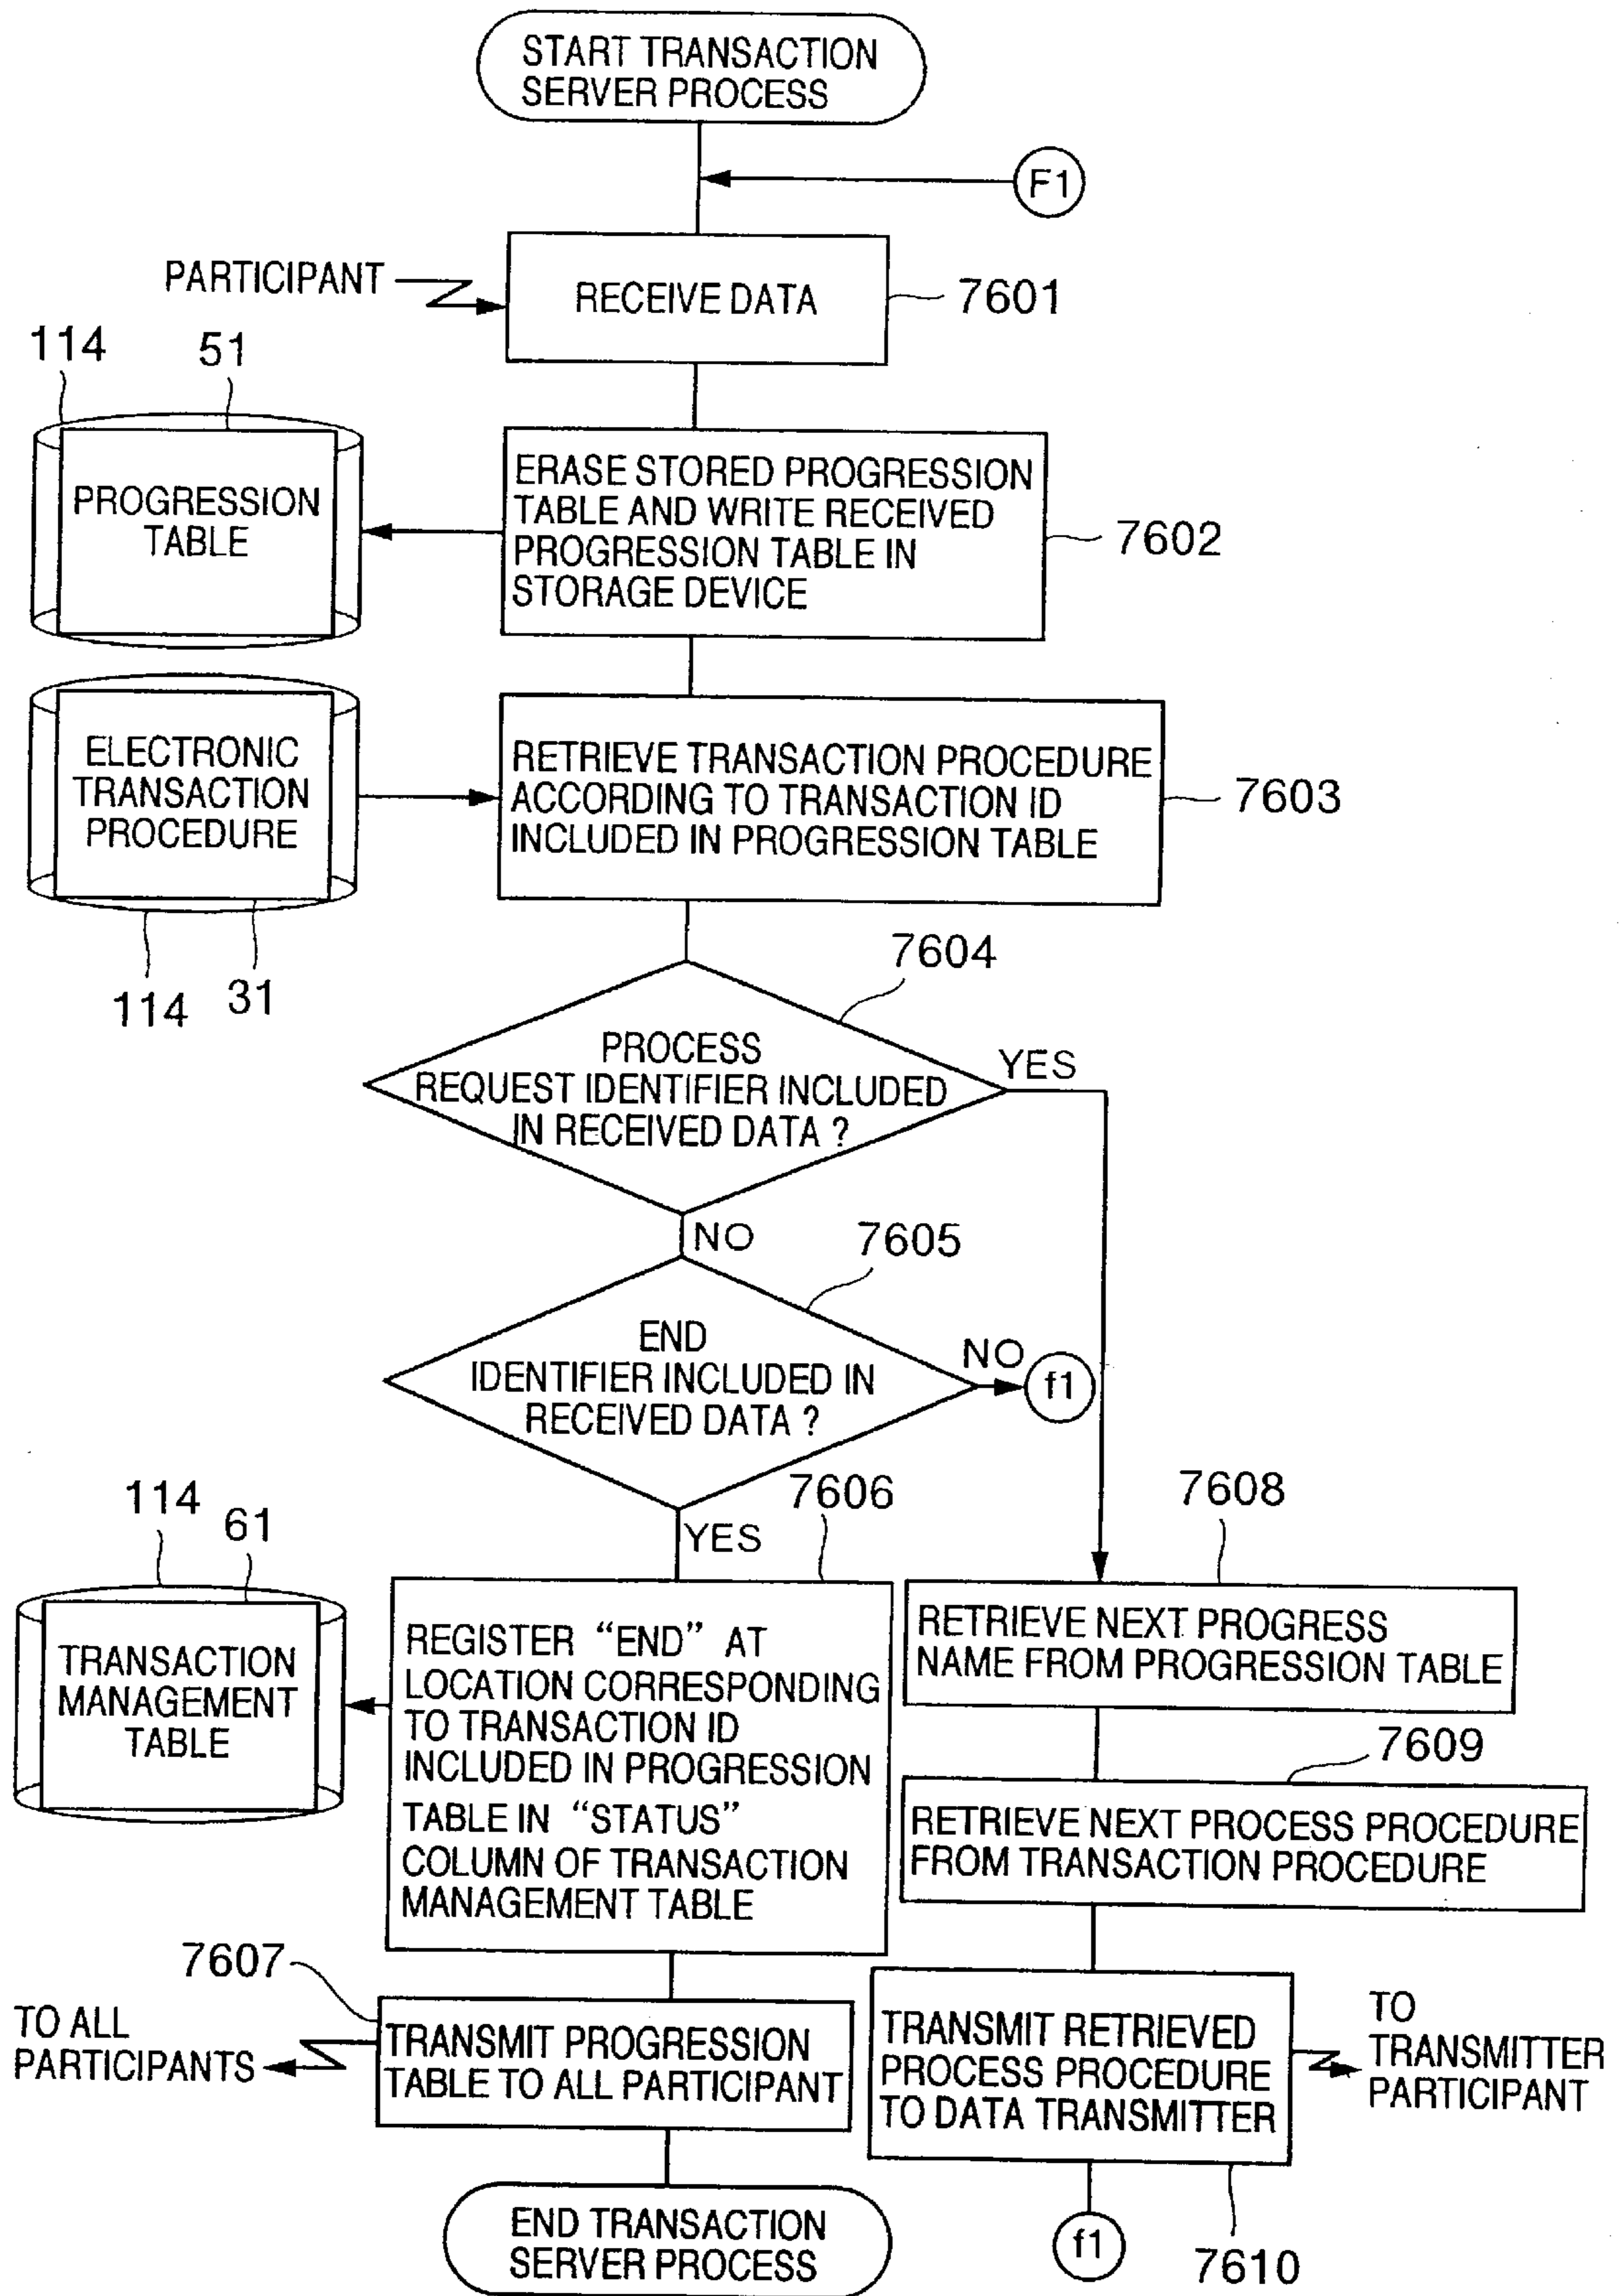 START TRANSACTION
SERVER PROCESS
F1
PARTICIPANT
RECEIVE DATA
7601
114
51
PROGRESSION
TABLE
ERASE STORED PROGRESSION
TABLE AND WRITE RECEIVED
PROGRESSION TABLE IN
STORAGE DEVICE
7602
ELECTRONIC
TRANSACTION
PROCEDURE
114
31
RETRIEVE TRANSACTION PROCEDURE
ACCORDING TO TRANSACTION ID
INCLUDED IN PROGRESSION TABLE
7603
7604
PROCESS
REQUEST IDENTIFIER INCLUDED
IN RECEIVED DATA ?
YES
NO
7605
END
IDENTIFIER INCLUDED IN
RECEIVED DATA ?
NO
f1
YES
7606
114
61
TRANSACTION
MANAGEMENT
TABLE
REGISTER “END” AT
LOCATION CORRESPONDING
TO TRANSACTION ID
INCLUDED IN PROGRESSION
TABLE IN “STATUS”
COLUMN OF TRANSACTION
MANAGEMENT TABLE
7608
RETRIEVE NEXT PROGRESS
NAME FROM PROGRESSION TABLE
7609
RETRIEVE NEXT PROCESS PROCEDURE
FROM TRANSACTION PROCEDURE
7607
TO ALL
PARTICIPANTS
TRANSMIT PROGRESSION
TABLE TO ALL PARTICIPANT
TRANSMIT RETRIEVED
PROCESS PROCEDURE
TO DATA TRANSMITTER
TO
TRANSMITTER
PARTICIPANT
END TRANSACTION
SERVER PROCESS
f1
7610